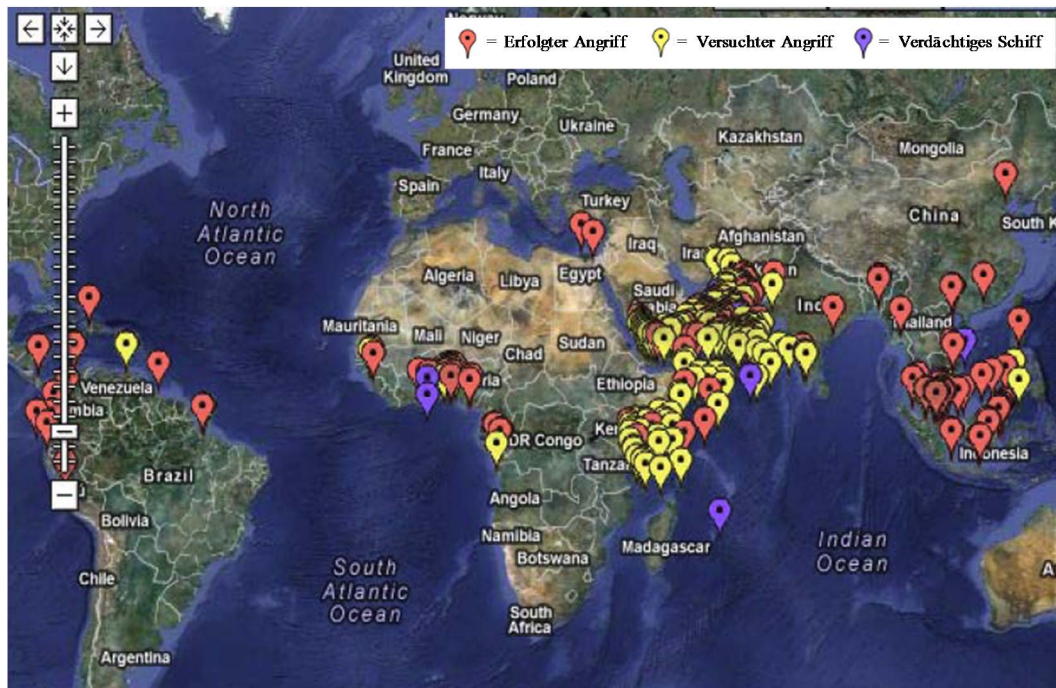 Norway
= Erfolgter Angriff
= Versuchter Angriff
= Verdächtiges Schiff
United
Kingdom
Poland
Germany
Ukraine
Kazakhstan
Mongolia
France
Italy
Spain
Turkey
China
South K
North
Atlantic
Ocean
Iraq
Afghanistan
Algeria
Libya
Egypt
Saudi
Mauritania
Mali
Niger
Chad
Sudan
Thailand
Venezuela
Ethiopia
DR Congo
Indonesia
Brazil
Angola
Bolivia
Namibia
Botswana
Madagascar
Indian
Ocean
Chile
South
Atlantic
Ocean
South
Africa
Argentina